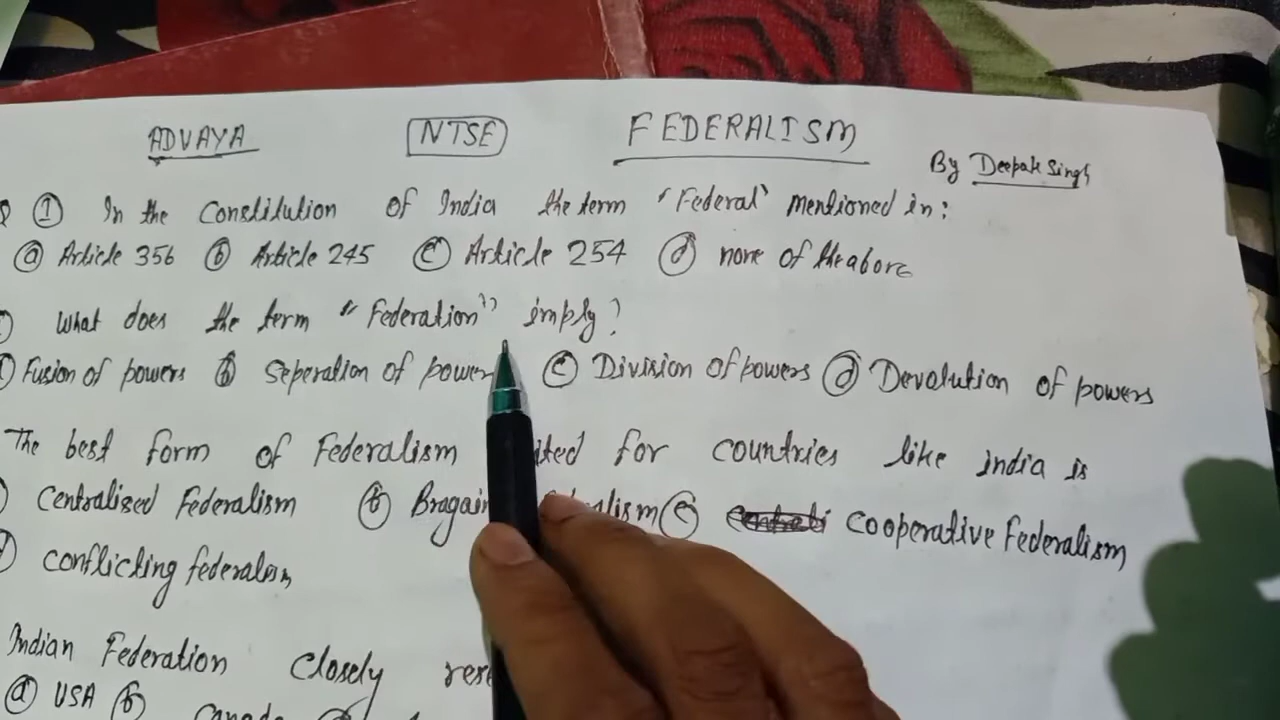 ADVAYA NTSE FEDERALISM
By Deepak Singh
① In the Constitution of India the term "Federal" mentioned in:
ⓐ Article 356 ⓑ Article 245 ⓒ Article 254 ⓓ none of the above
What does the term "Federation" imply?
Fusion of powers ⓑ Seperation of power ⓒ Division of powers ⓓ Devolution of powers
The best form of Federalism for countries like india is
Centralised Federalism ⓑ ⓒ Cooperative Federalism
conflicting federalism
Indian Federation closely
ⓐ USA ⓑ Canada